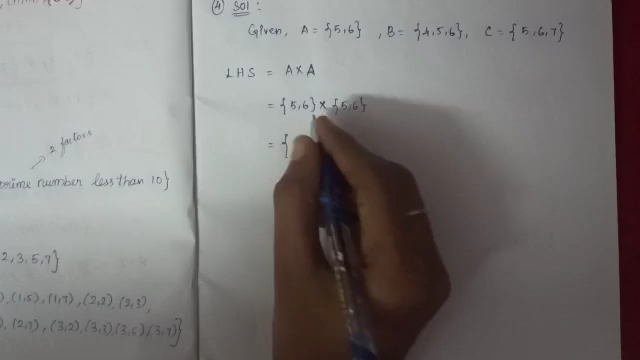 ④ Sol :
Given, A = {5,6} , B = {4,5,6}, C = {5,6,7}
LHS = A×A
= {5,6} × {5,6}
= {
2 factors
prime number less than 10}
2,3,5,7}
), (1,5), (1,7), (2,2), (2,3),
), (2,7), (3,2), (3,3), (3,5), (3,7)}